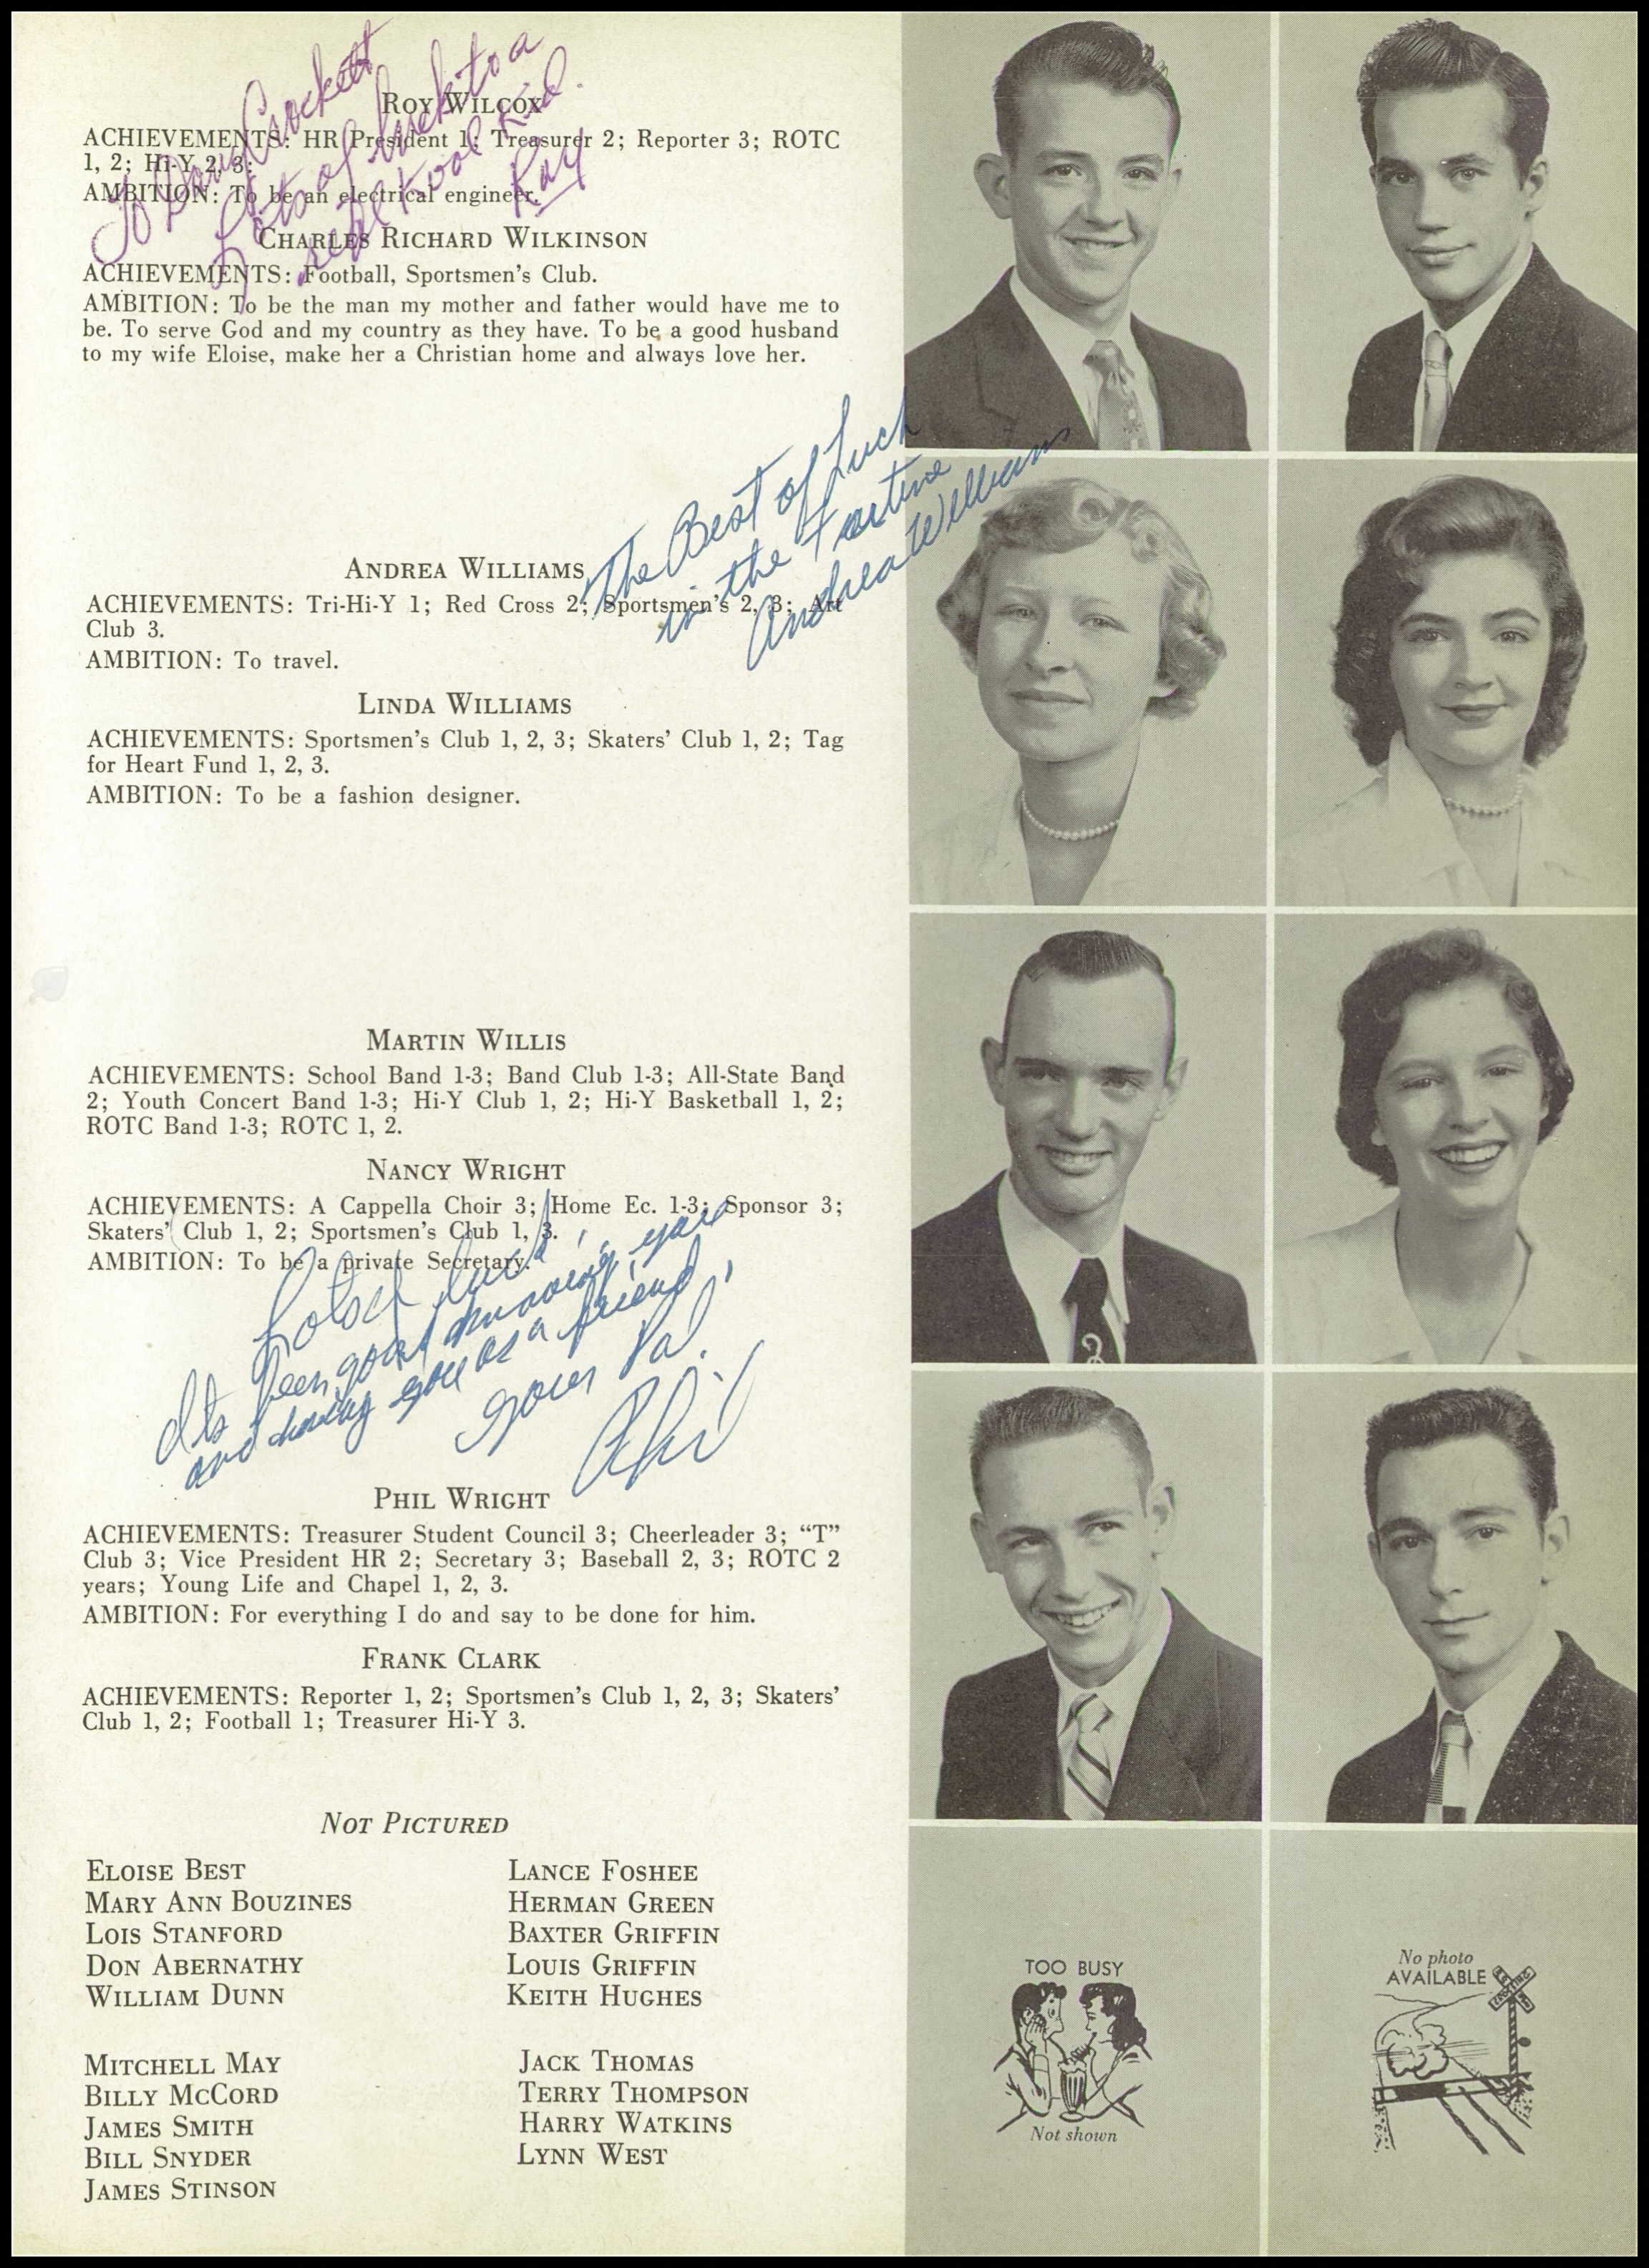 To Davy Crockett
Lots of luck to a
real Kool Kid.
Roy
ROY WILCOX
ACHIEVEMENTS: HR President 1; Treasurer 2; Reporter 3; ROTC
1, 2; Hi-Y 2, 3;
AMBITION: To be an electrical engineer.
CHARLES RICHARD WILKINSON
ACHIEVEMENTS: Football, Sportsmen's Club.
AMBITION: To be the man my mother and father would have me to
be. To serve God and my country as they have. To be a good husband
to my wife Eloise, make her a Christian home and always love her.
The Best of Luck
in the
Andrea Williams
ANDREA WILLIAMS
ACHIEVEMENTS: Tri-Hi-Y 1; Red Cross 2; Sportsmen's 2, 3; Art
Club 3.
AMBITION: To travel.
LINDA WILLIAMS
ACHIEVEMENTS: Sportsmen's Club 1, 2, 3; Skaters' Club 1, 2; Tag
for Heart Fund 1, 2, 3.
AMBITION: To be a fashion designer.
MARTIN WILLIS
ACHIEVEMENTS: School Band 1-3; Band Club 1-3; All-State Band
2; Youth Concert Band 1-3; Hi-Y Club 1, 2; Hi-Y Basketball 1, 2;
ROTC Band 1-3; ROTC 1, 2.
NANCY WRIGHT
ACHIEVEMENTS: A Cappella Choir 3; Home Ec. 1-3; Sponsor 3;
Skaters' Club 1, 2; Sportsmen's Club 1, 3.
AMBITION: To be a private Secretary.
Lots of luck!
Its been good knowing you
and having you as a friend,
your Pal.
Phil
PHIL WRIGHT
ACHIEVEMENTS: Treasurer Student Council 3; Cheerleader 3; "T"
Club 3; Vice President HR 2; Secretary 3; Baseball 2, 3; ROTC 2
years; Young Life and Chapel 1, 2, 3.
AMBITION: For everything I do and say to be done for him.
FRANK CLARK
ACHIEVEMENTS: Reporter 1, 2; Sportsmen's Club 1, 2, 3; Skaters'
Club 1, 2; Football 1; Treasurer Hi-Y 3.
NOT PICTURED
ELOISE BEST
MARY ANN BOUZINES
LOIS STANFORD
DON ABERNATHY
WILLIAM DUNN
LANCE FOSHEE
HERMAN GREEN
BAXTER GRIFFIN
LOUIS GRIFFIN
KEITH HUGHES
MITCHELL MAY
BILLY MCCORD
JAMES SMITH
BILL SNYDER
JAMES STINSON
JACK THOMAS
TERRY THOMPSON
HARRY WATKINS
LYNN WEST
TOO BUSY
Not shown
No photo
AVAILABLE